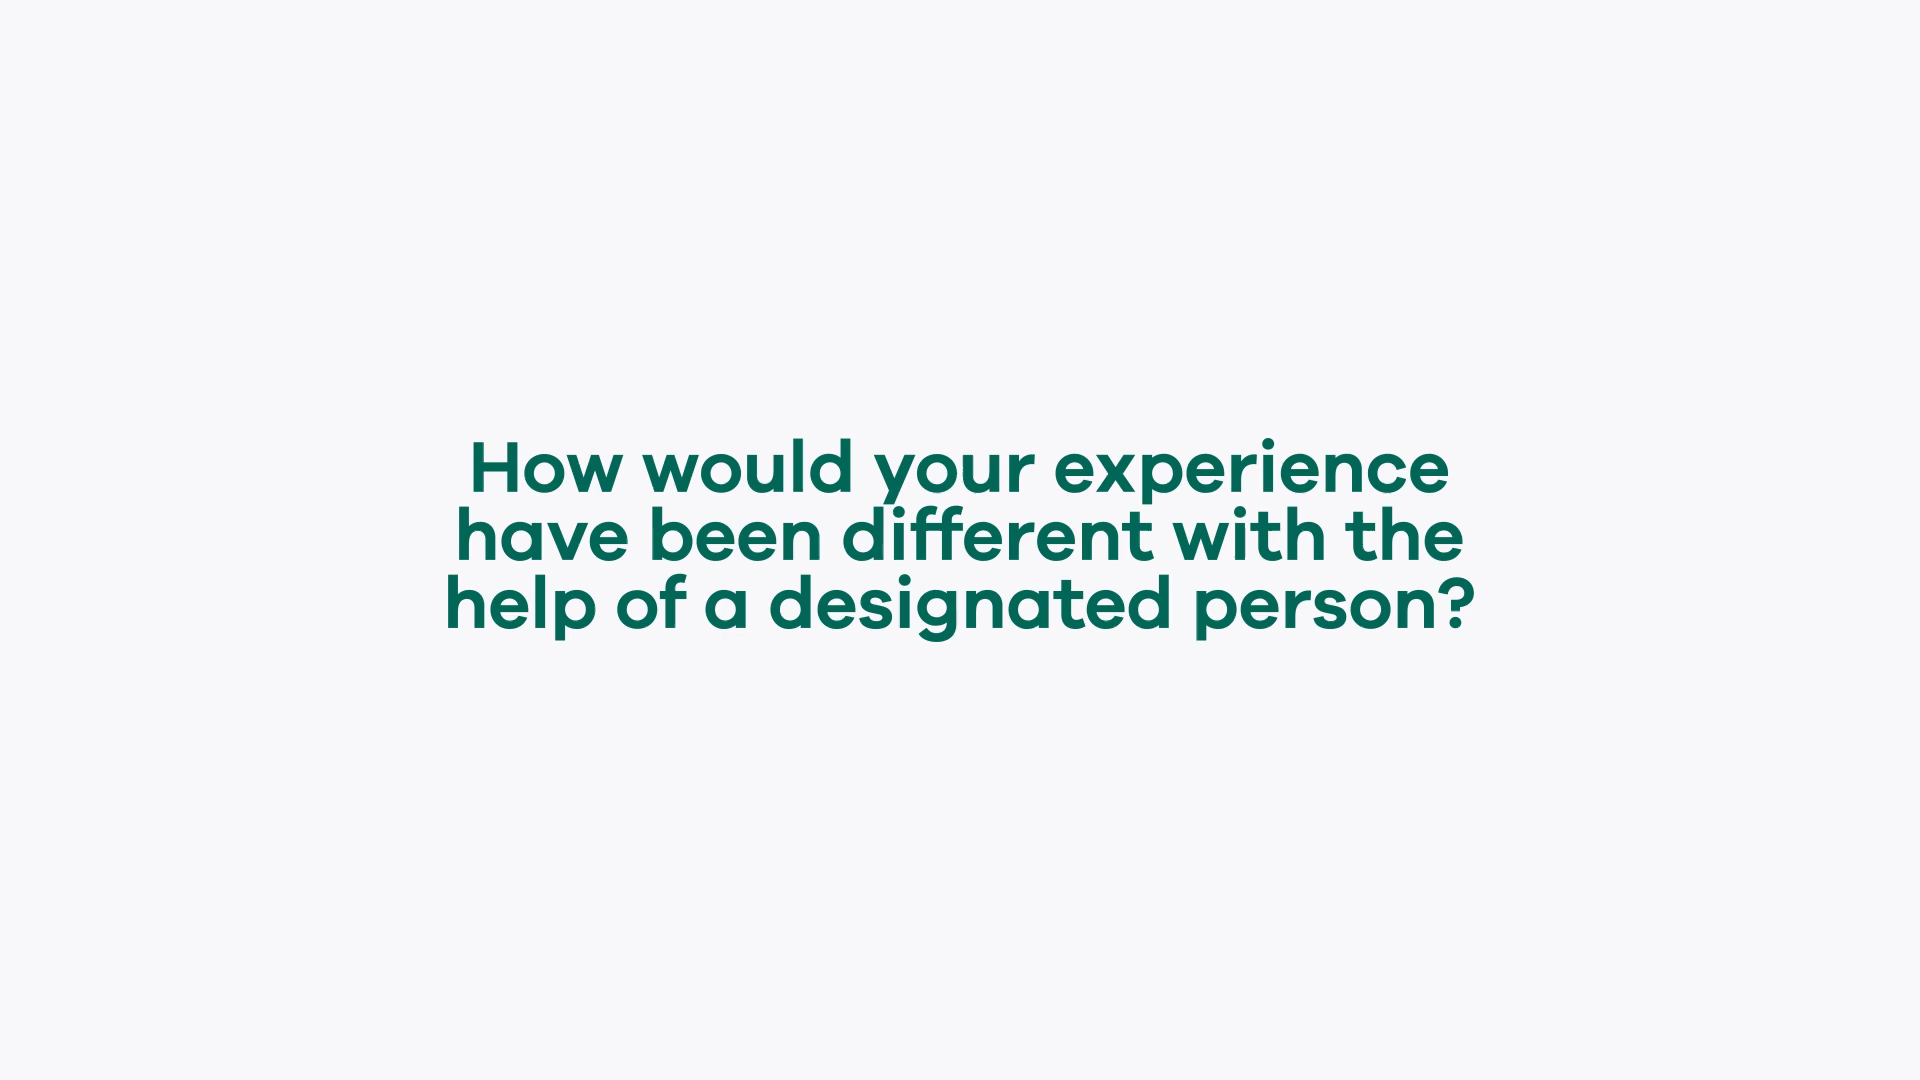 How would your experience
have been different with the
help of a designated person?